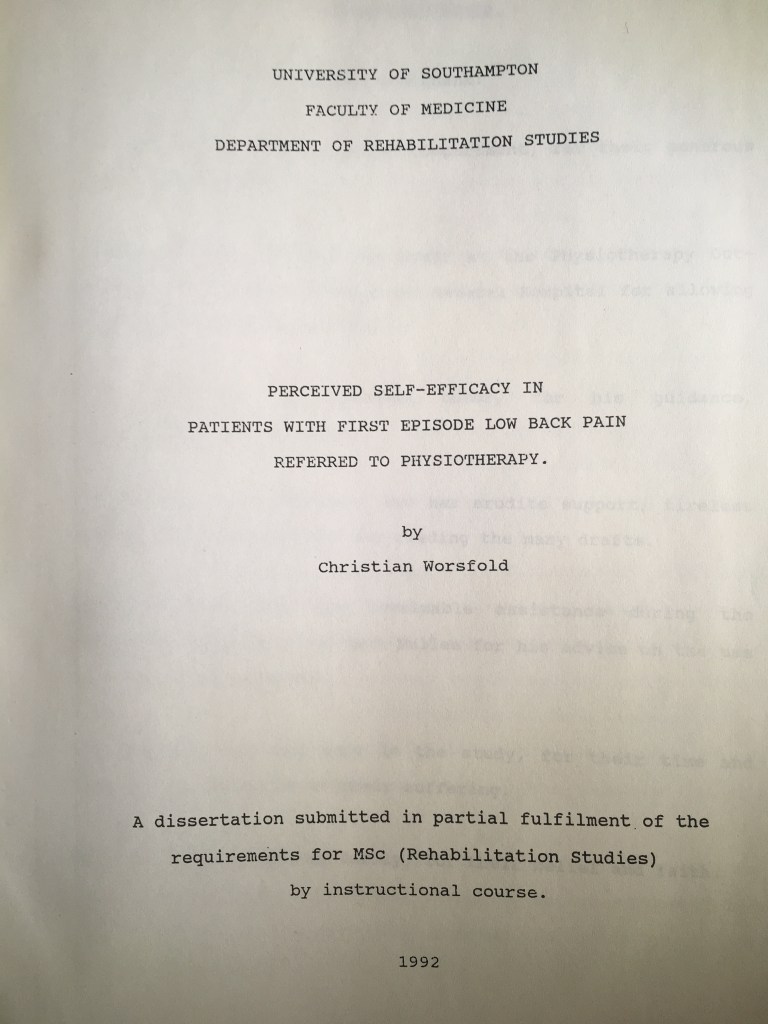 UNIVERSITY OF SOUTHAMPTON
FACULTY OF MEDICINE
DEPARTMENT OF REHABILITATION STUDIES
PERCEIVED SELF-EFFICACY IN
PATIENTS WITH FIRST EPISODE LOW BACK PAIN
REFERRED TO PHYSIOTHERAPY.
by
Christian Worsfold
A dissertation submitted in partial fulfilment of the
requirements for MSc (Rehabilitation Studies)
by instructional course.
1992